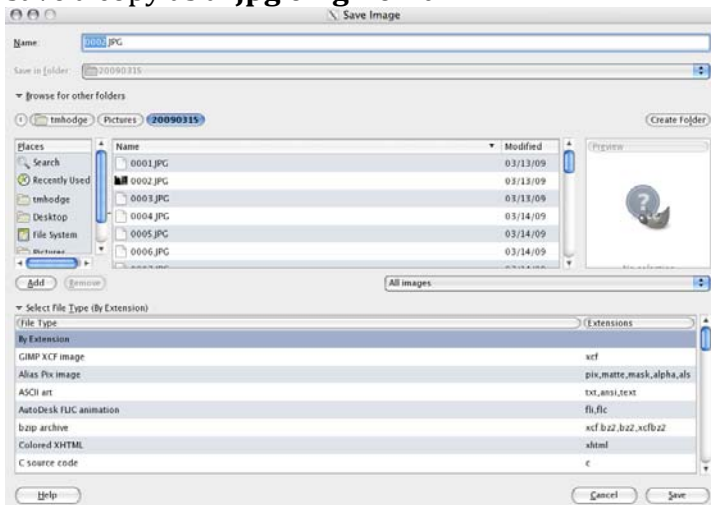 Save Image
Name: 0002.JPG
Save in folder: 20090315
Browse for other folders
tmhodge Pictures 20090315 Create Folder
Places Name Modified Preview
Search 0001.JPG 03/13/09
Recently Used 0002.JPG 03/13/09
tmhodge 0003.JPG 03/13/09
Desktop 0004.JPG 03/14/09
File System 0005.JPG 03/14/09
Pictures 0006.JPG 03/14/09
Add Remove All images
Select File Type (By Extension)
File Type Extensions
By Extension
GIMP XCF image xcf
Alias Pix image pix,matte,mask,alpha,als
ASCII art txt,ansi,text
AutoDesk FLIC animation fli,flc
bzip archive xcf.bz2,bz2,xcfbz2
Colored XHTML xhtml
C source code c
Help Cancel Save